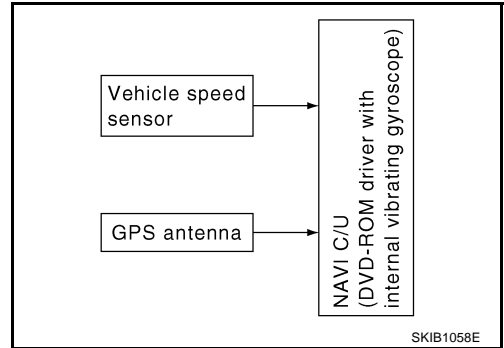 Vehicle speed
sensor
GPS antenna
NAVI C/U
(DVD-ROM driver with
internal vibrating gyroscope)
SKIB1058E